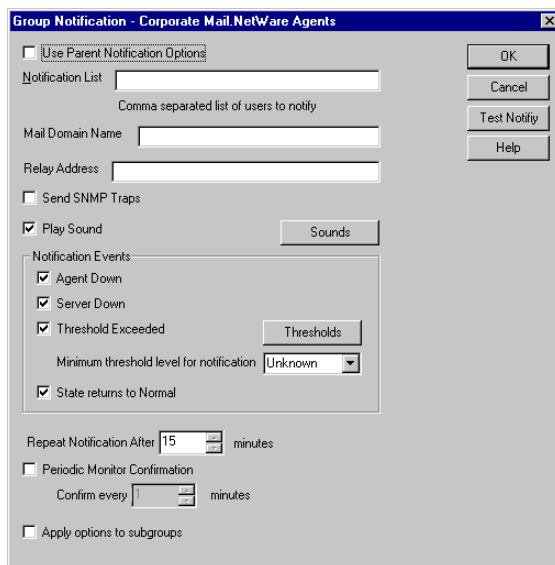 Group Notification - Corporate Mail.NetWare Agents
Use Parent Notification Options
OK
Notification List
Cancel
Comma separated list of users to notify
Test Notifiy
Mail Domain Name
Help
Relay Address
Send SNMP Traps
Play Sound
Sounds
Notification Events
Agent Down
Server Down
Threshold Exceeded
Thresholds
Minimum threshold level for notification Unknown
State returns to Normal
Repeat Notification After 15 minutes
Periodic Monitor Confirmation
Confirm every 1 minutes
Apply options to subgroups